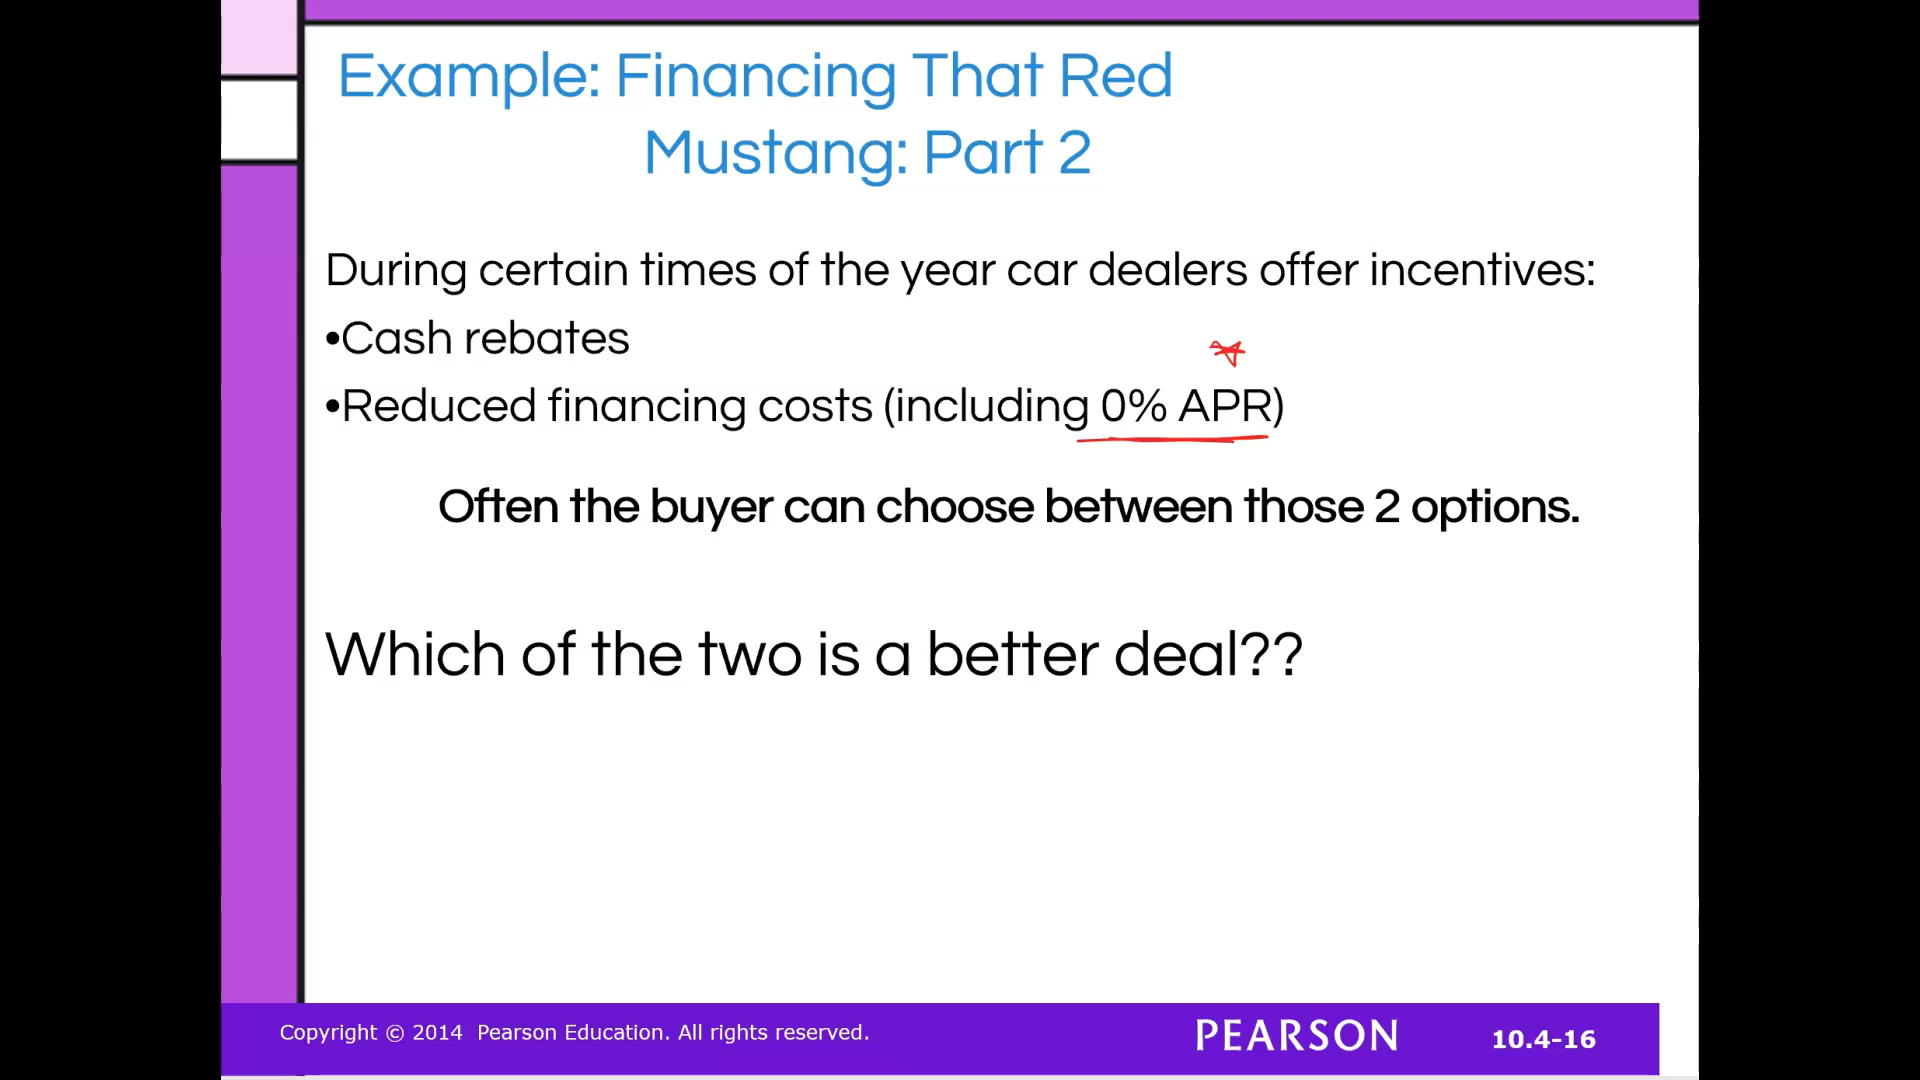 Example: Financing That Red
Mustang: Part 2
During certain times of the year car dealers offer incentives:
•Cash rebates
•Reduced financing costs (including 0% APR)
Often the buyer can choose between those 2 options.
Which of the two is a better deal??
Copyright © 2014 Pearson Education. All rights reserved.
PEARSON
10.4-16